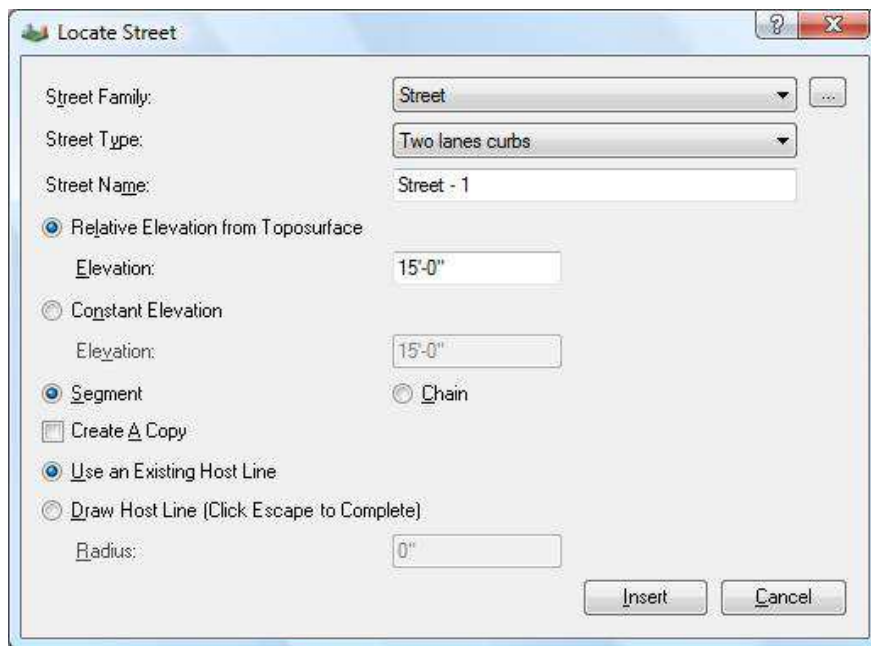 Locate Street
Street Family: Street ...
Street Type: Two lanes curbs
Street Name: Street - 1
Relative Elevation from Toposurface
Elevation: 15'-0"
Constant Elevation
Elevation: 15'-0"
Segment Chain
Create A Copy
Use an Existing Host Line
Draw Host Line (Click Escape to Complete)
Radius: 0"
Insert Cancel